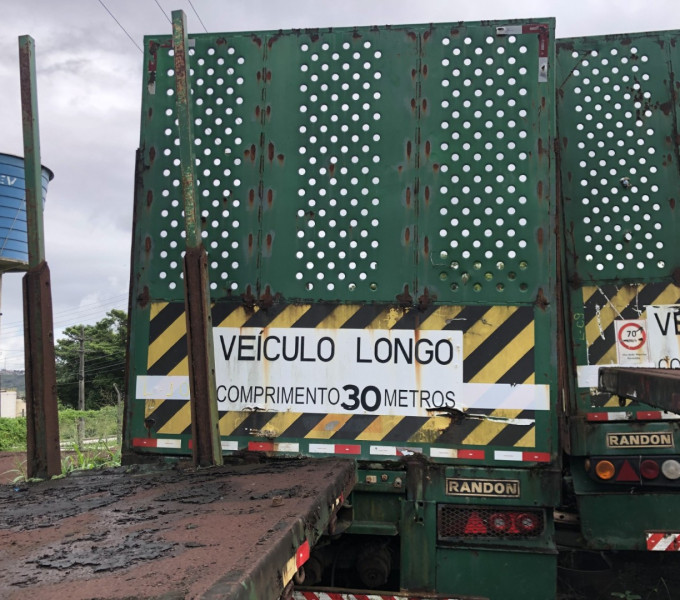 VEÍCULO LONGO
COMPRIMENTO 30 METROS
RANDON
70
RANDON